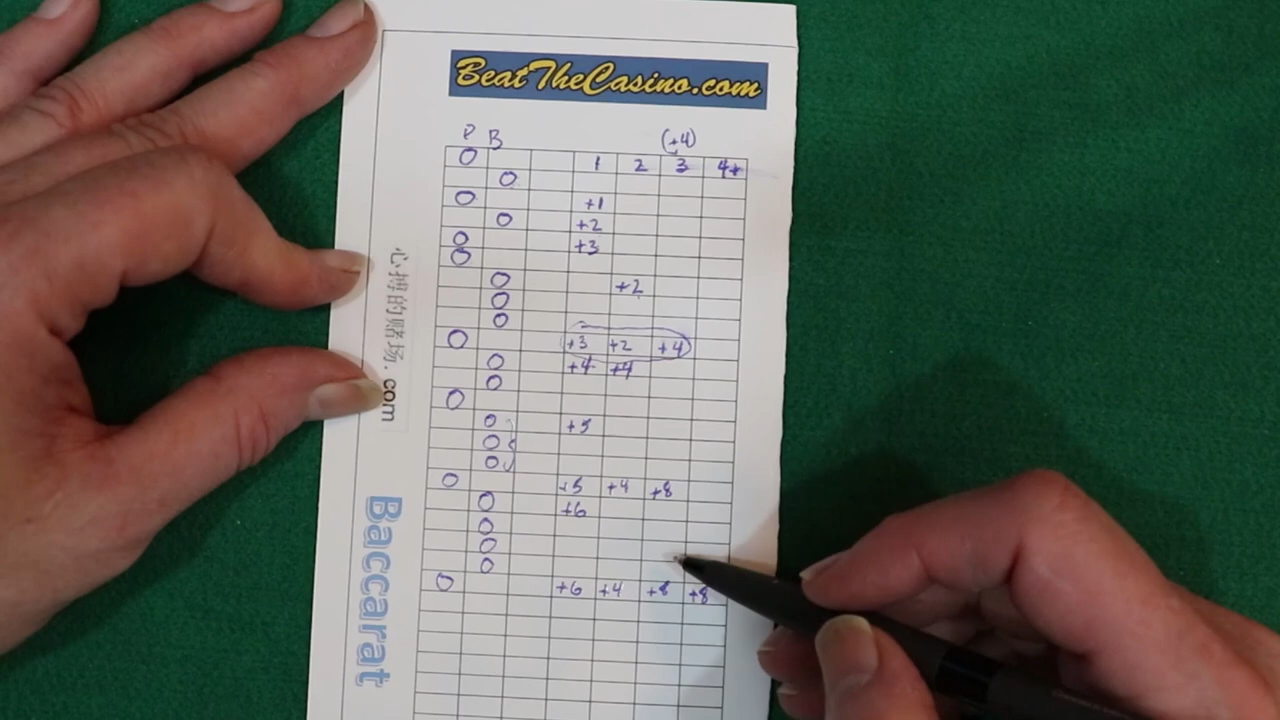 BeatTheCasino.com
P B (+4)
O 1 2 3 4+
O
O +1
O +2
O +3
O
O +2
O
O
O +3 +2 +4
O +4 +4
O
O
O +5
O
O
O +5 +4 +8
O +6
O
O
O
O +6 +4 +8 +8
心搏的赌场.com
Baccarat